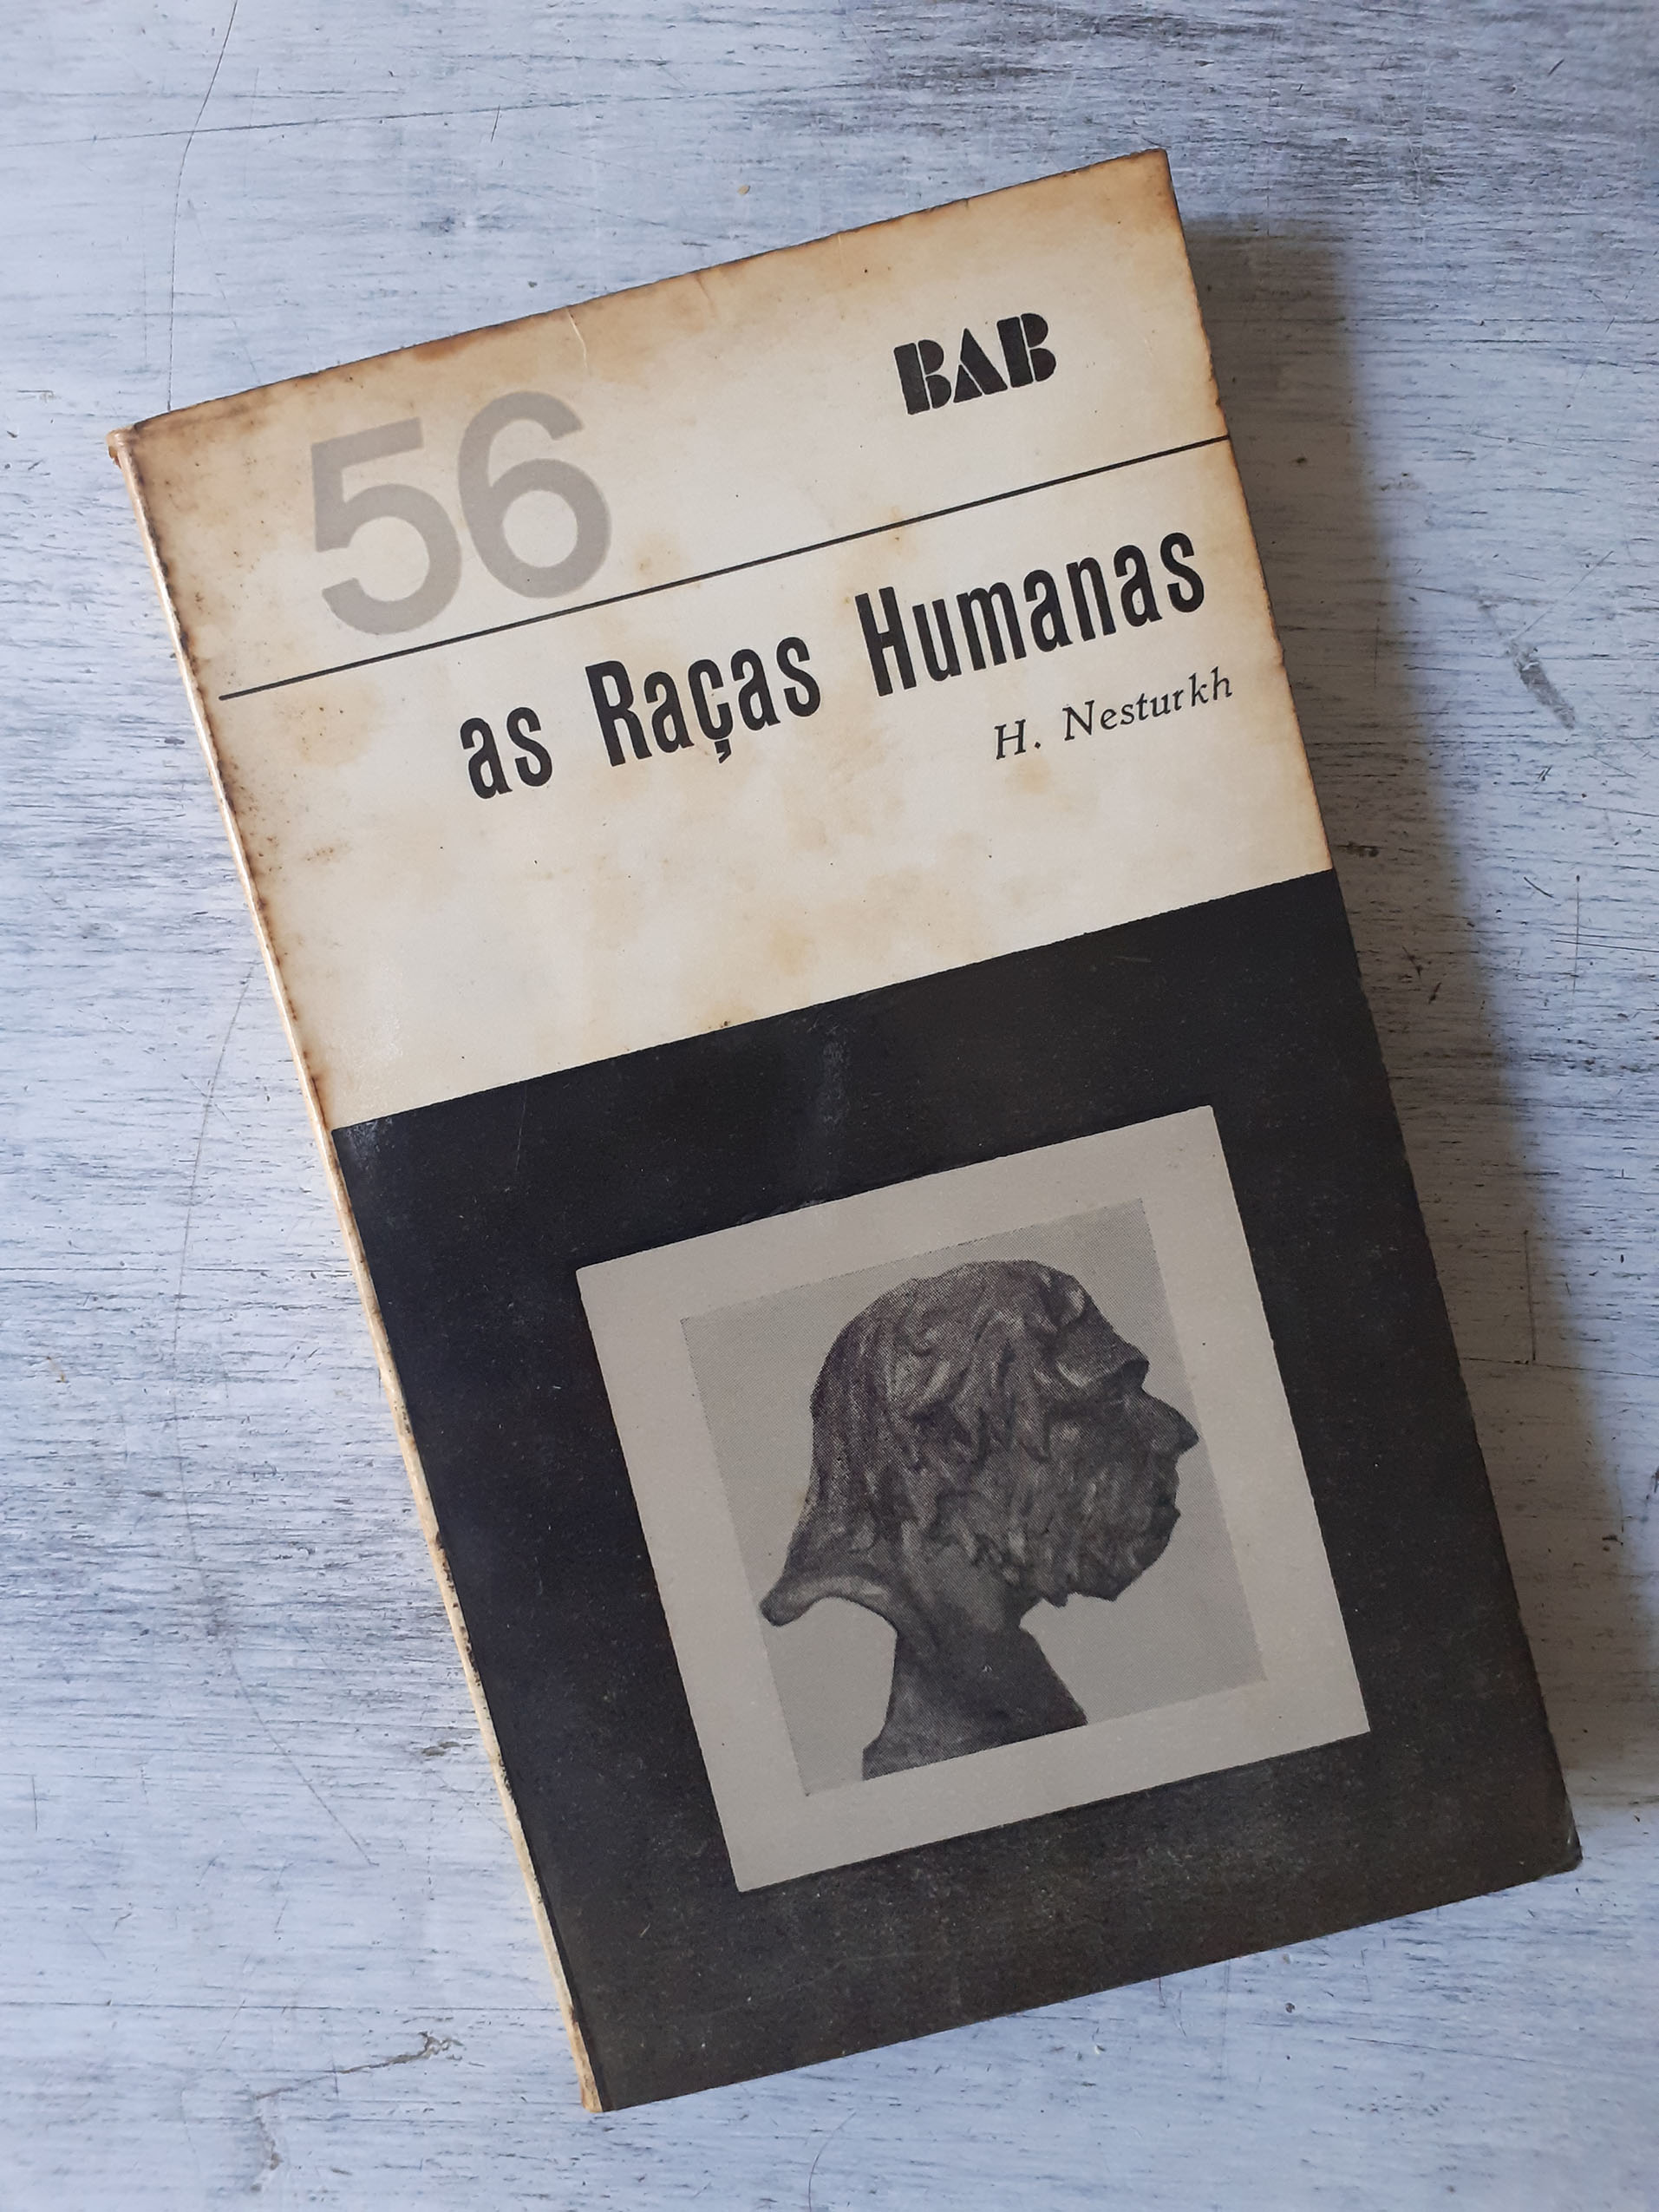 56
BAB
as Raças Humanas
H. Nesturkh